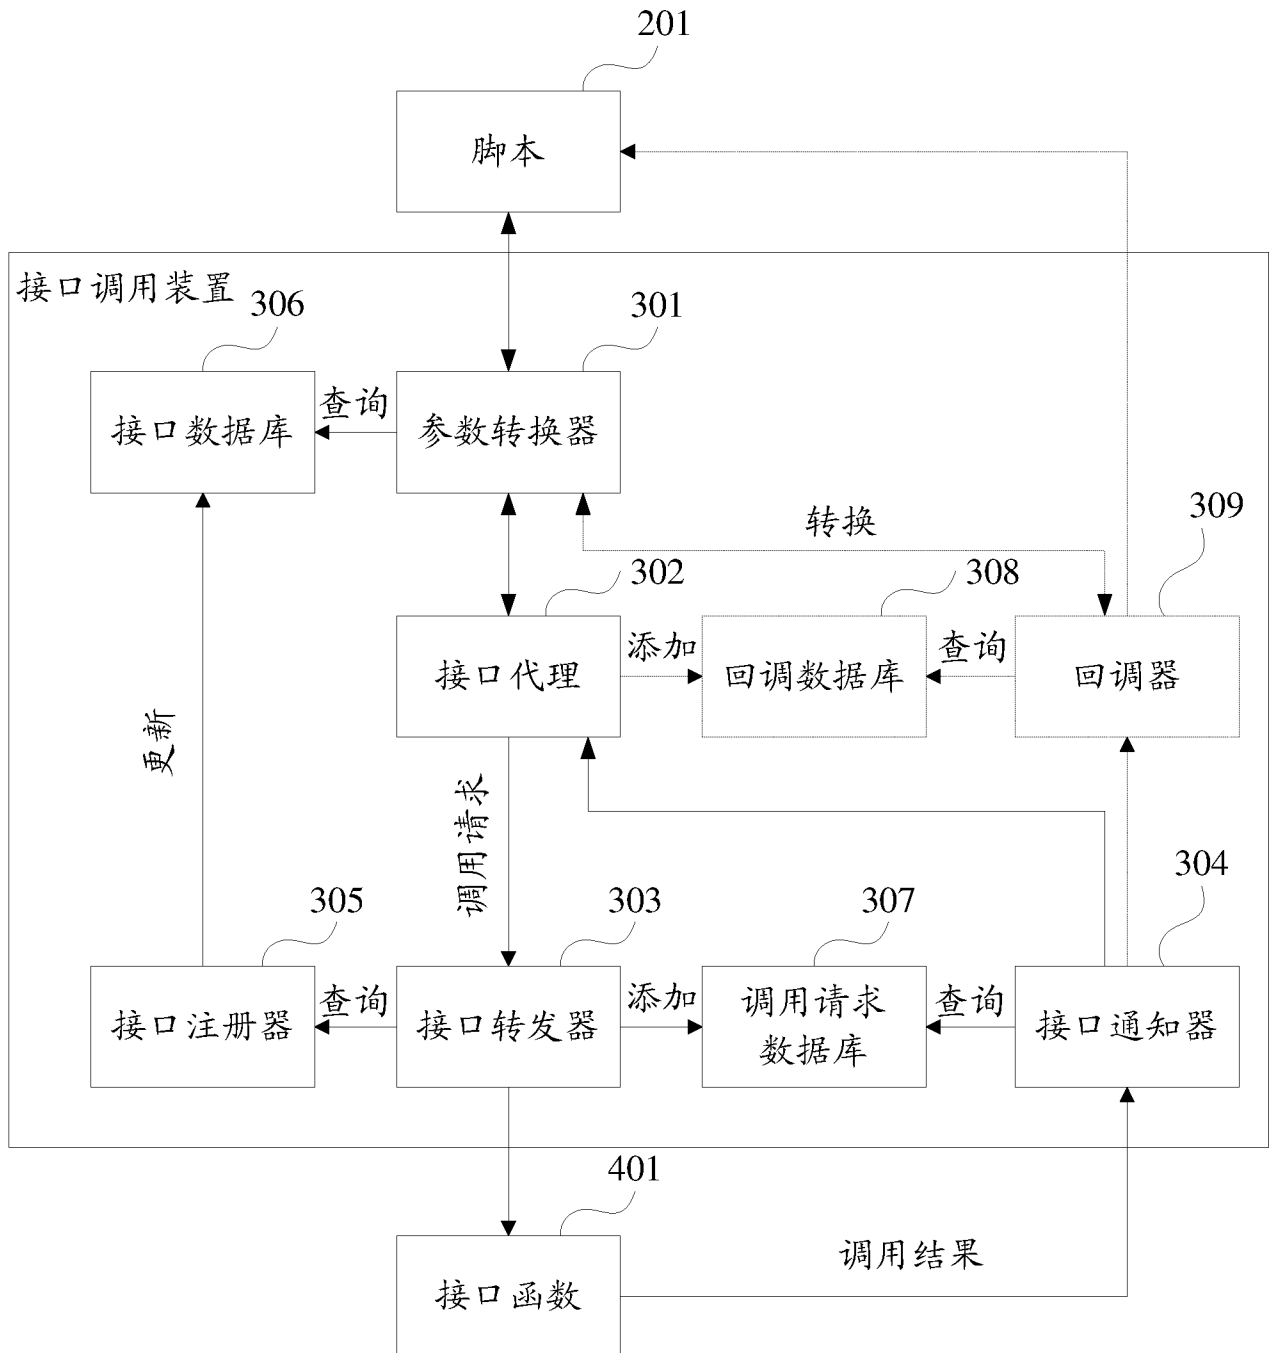 201
脚本
接口调用装置
306
301
接口数据库
查询
参数转换器
转换
309
302
308
接口代理
添加
回调数据库
查询
回调器
更新
调用请求
304
305
303
307
接口注册器
查询
接口转发器
添加
调用请求
数据库
查询
接口通知器
401
接口函数
调用结果